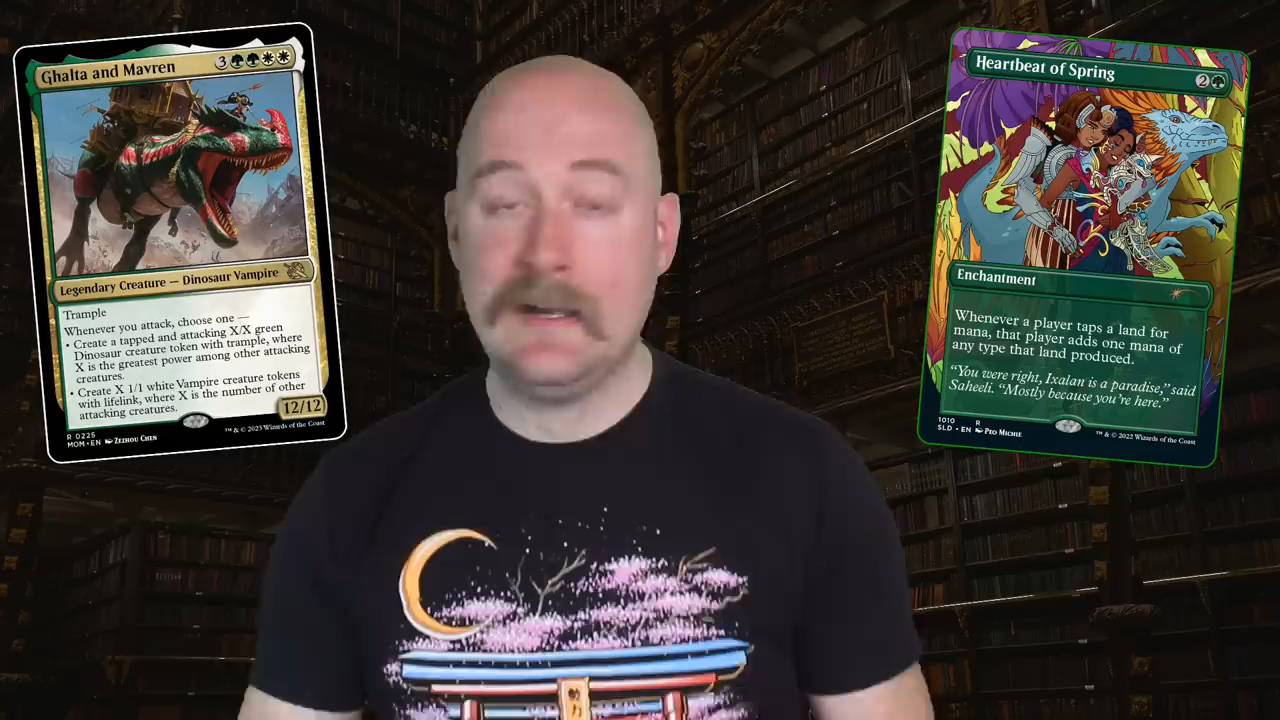 Ghalta and Mavren
3
Legendary Creature — Dinosaur Vampire
Trample
Whenever you attack, choose one —
• Create a tapped and attacking X/X green
Dinosaur creature token with trample, where
X is the greatest power among other attacking
creatures.
• Create X 1/1 white Vampire creature tokens
with lifelink, where X is the number of other
attacking creatures.
12/12
R 0225
MOM • EN Zezhou Chen
™ & © 2023 Wizards of the Coast
Heartbeat of Spring
2
Enchantment
Whenever a player taps a land for
mana, that player adds one mana of
any type that land produced.
“You were right, Ixalan is a paradise,” said
Saheeli. “Mostly because you’re here.”
1010 R
SLD • EN Peo Michie
™ & © 2022 Wizards of the Coast